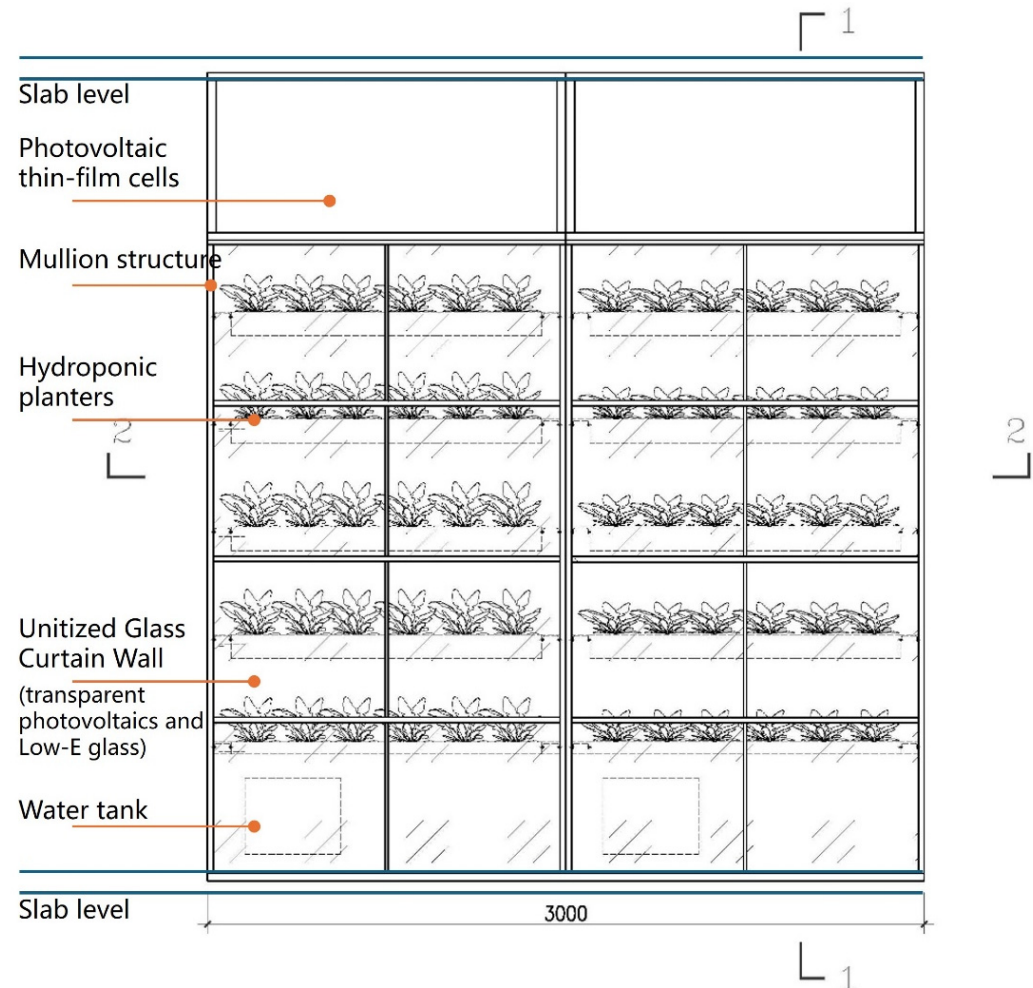 1
Slab level
Photovoltaic
thin-film cells
Mullion structure
Hydroponic
planters
2
2
Unitized Glass
Curtain Wall
(transparent
photovoltaics and
Low-E glass)
Water tank
Slab level
3000
1